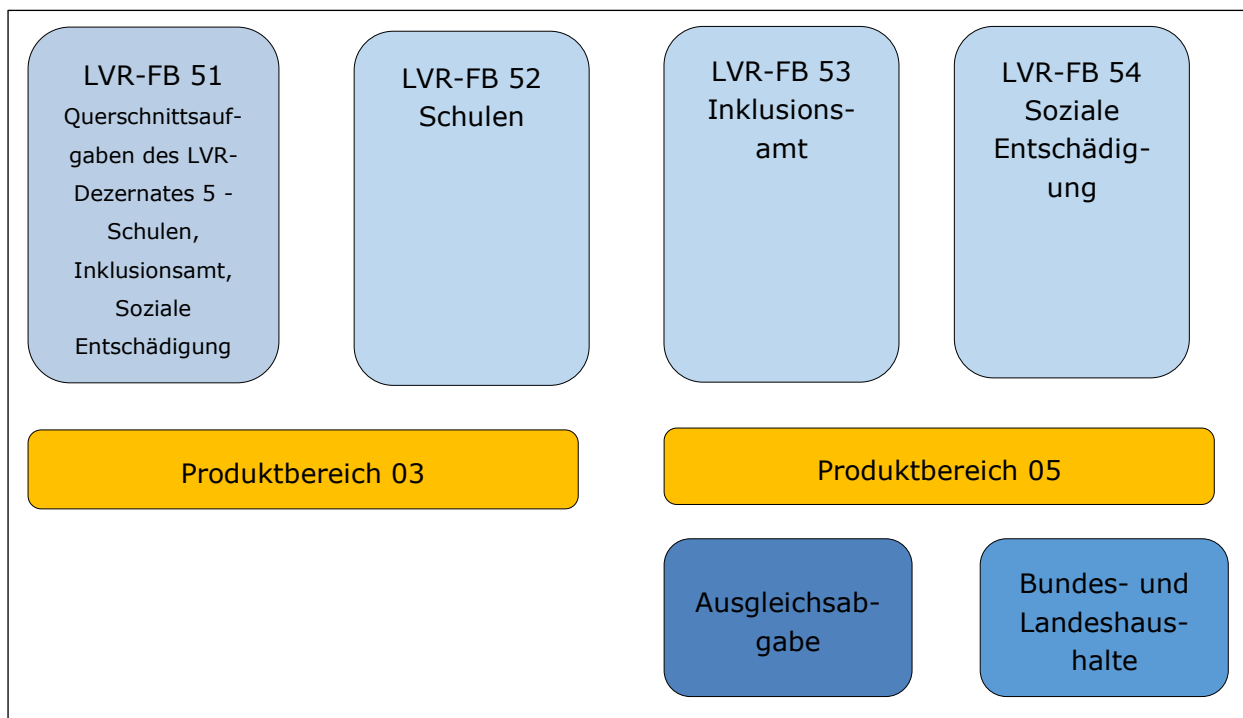 LVR-FB 51
Querschnittsauf-
gaben des LVR-
Dezernates 5 -
Schulen,
Inklusionsamt,
Soziale
Entschädigung
LVR-FB 52
Schulen
LVR-FB 53
Inklusions-
amt
LVR-FB 54
Soziale
Entschädig-
ung
Produktbereich 03
Produktbereich 05
Ausgleichsab-
gabe
Bundes- und
Landeshaus-
halte